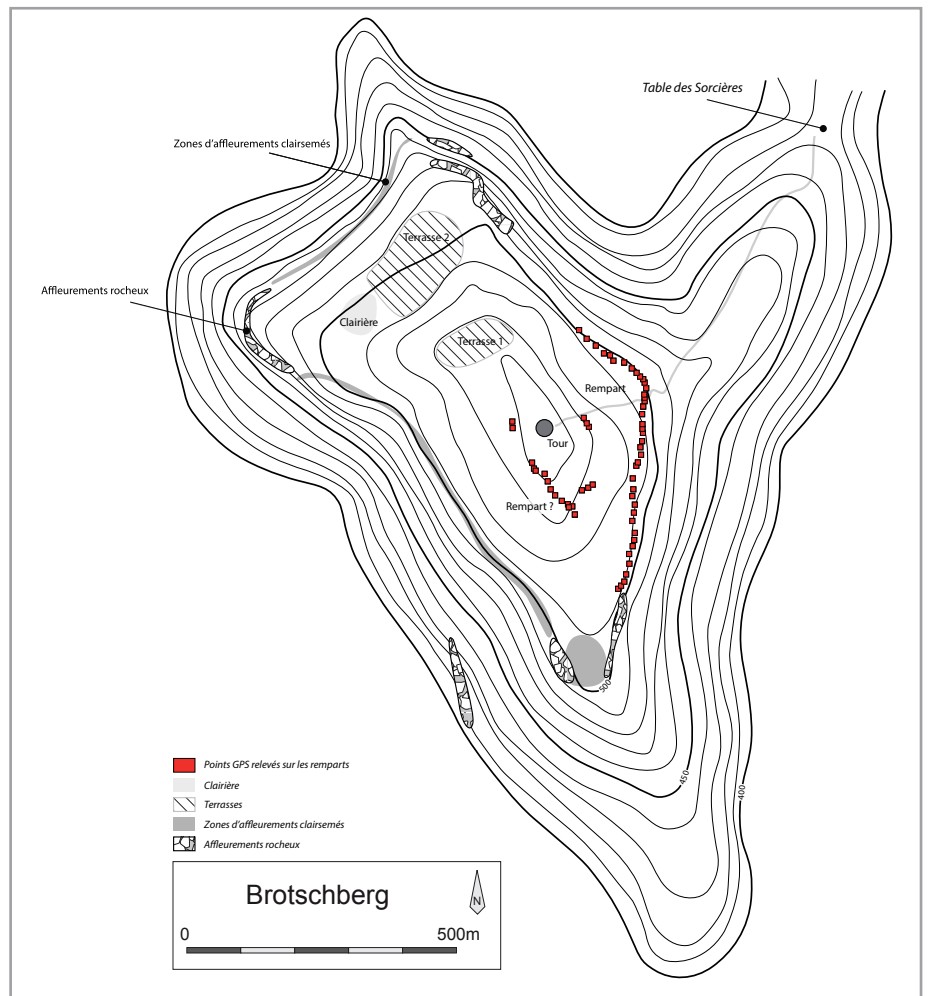 Table des Sorcières
Zones d'affleurements clairsemés
Terrasse 2
Affleurements rocheux
Clairière
Terrasse 1
Rempart
Tour
Rempart ?
500
450
400
Points GPS relevés sur les remparts
Clairière
Terrasses
Zones d'affleurements clairsemés
Affleurements rocheux
Brotschberg
N
0 500m